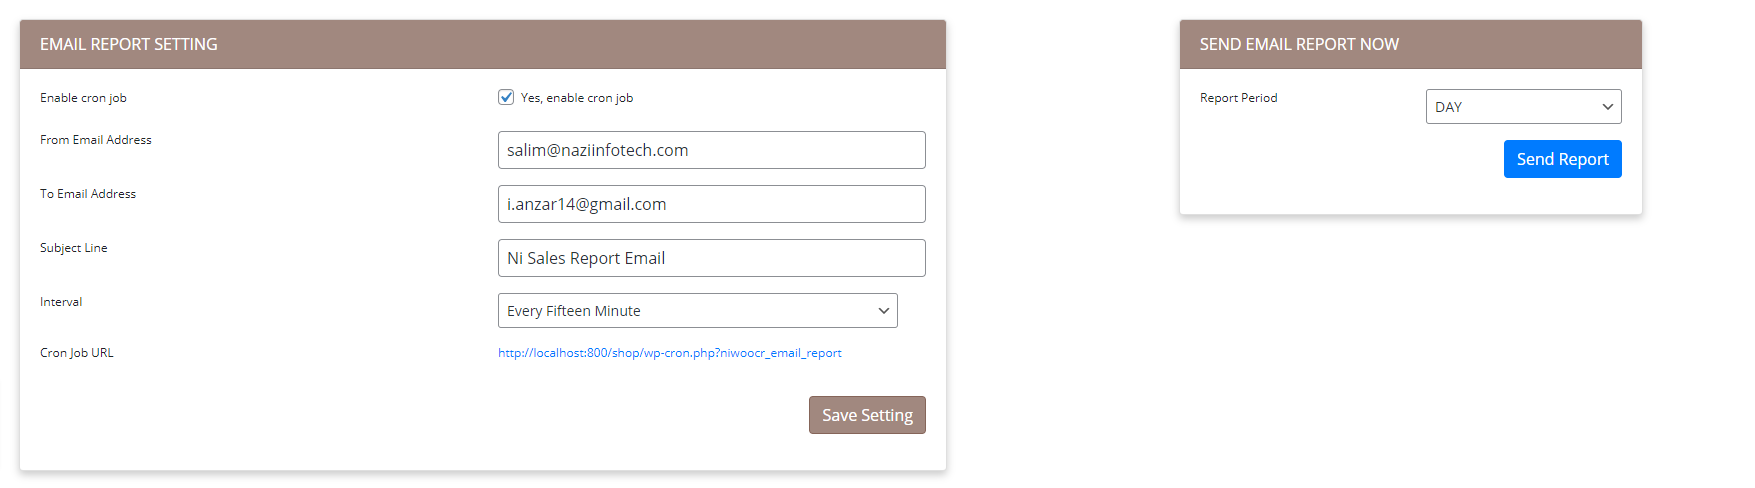 EMAIL REPORT SETTING
Enable cron job
Yes, enable cron job
From Email Address
salim@naziinfotech.com
To Email Address
i.anzar14@gmail.com
Subject Line
Ni Sales Report Email
Interval
Every Fifteen Minute
Cron Job URL
http://localhost:800/shop/wp-cron.php?niwoocr_email_report
Save Setting
SEND EMAIL REPORT NOW
Report Period
DAY
Send Report